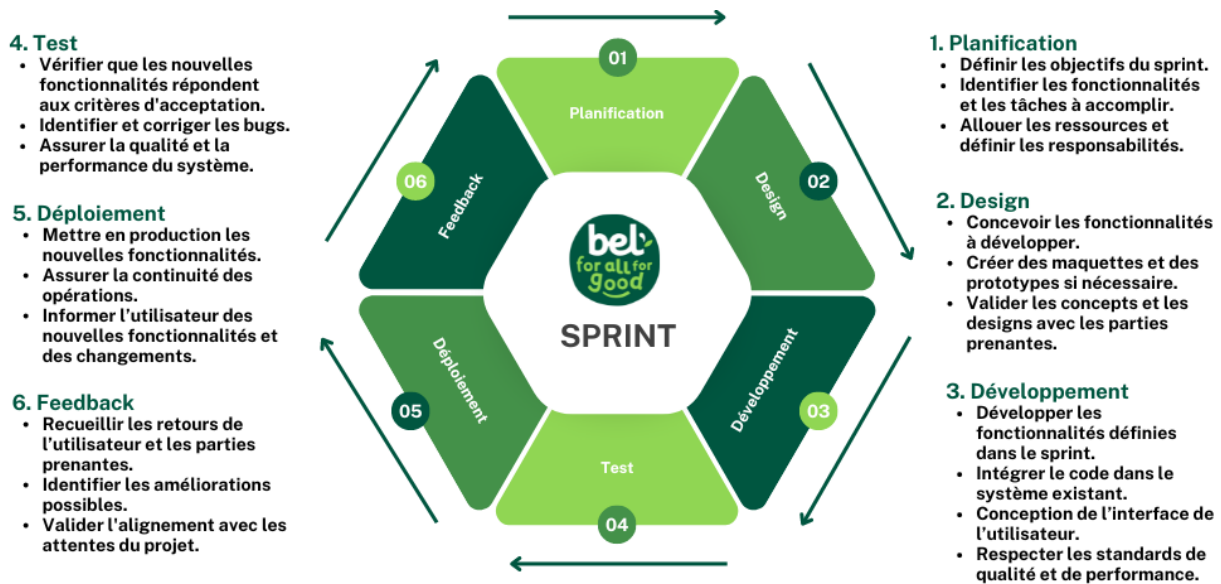 4. Test
• Vérifier que les nouvelles
fonctionnalités répondent
aux critères d'acceptation.
• Identifier et corriger les bugs.
• Assurer la qualité et la
performance du système.
5. Déploiement
• Mettre en production les
nouvelles fonctionnalités.
• Assurer la continuité des
opérations.
• Informer l'utilisateur des
nouvelles fonctionnalités et
des changements.
6. Feedback
• Recueillir les retours de
l'utilisateur et les parties
prenantes.
• Identifier les améliorations
possibles.
• Valider l'alignement avec les
attentes du projet.
01
Planification
02
Design
03
Développement
04
Test
05
Déploiement
06
Feedback
bel
for all for
good
SPRINT
1. Planification
• Définir les objectifs du sprint.
• Identifier les fonctionnalités
et les tâches à accomplir.
• Allouer les ressources et
définir les responsabilités.
2. Design
• Concevoir les fonctionnalités
à développer.
• Créer des maquettes et des
prototypes si nécessaire.
• Valider les concepts et les
designs avec les parties
prenantes.
3. Développement
• Développer les
fonctionnalités définies
dans le sprint.
• Intégrer le code dans le
système existant.
• Conception de l'interface de
l'utilisateur.
• Respecter les standards de
qualité et de performance.